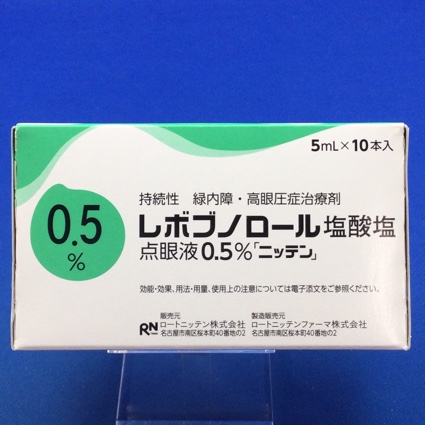 5mL×10本入
持続性 緑内障・高眼圧症治療剤
0.5
%
レボブノロール塩酸塩
点眼液0.5%「ニッテン」
効能・効果、用法・用量、使用上の注意については電子添文をご参照ください。
RN
販売元
ロートニッテン株式会社
名古屋市南区桜本町40番地の2
製造販売元
ロートニッテンファーマ株式会社
名古屋市南区桜本町40番地の2